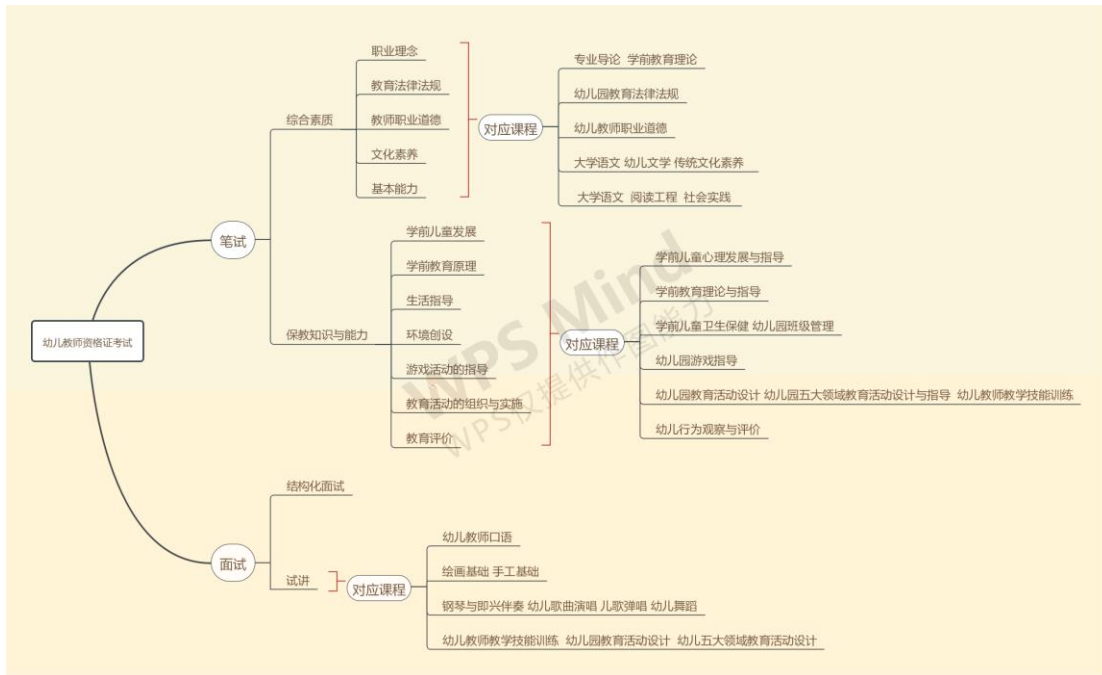 幼儿教师资格证考试
笔试
综合素质
职业理念
教育法律法规
教师职业道德
文化素养
基本能力
对应课程
专业导论 学前教育理论
幼儿园教育法律法规
幼儿教师职业道德
大学语文 幼儿文学 传统文化素养
大学语文 阅读工程 社会实践
保教知识与能力
学前儿童发展
学前教育原理
生活指导
环境创设
游戏活动的指导
教育活动的组织与实施
教育评价
对应课程
学前儿童心理发展与指导
学前教育理论与指导
学前儿童卫生保健 幼儿园班级管理
幼儿园游戏指导
幼儿园教育活动设计 幼儿园五大领域教育活动设计与指导 幼儿教师教学技能训练
幼儿行为观察与评价
面试
结构化面试
试讲
对应课程
幼儿教师口语
绘画基础 手工基础
钢琴与即兴伴奏 幼儿歌曲演唱 儿歌弹唱 幼儿舞蹈
幼儿教师教学技能训练 幼儿园教育活动设计 幼儿五大领域教育活动设计
WPS Mind
WPS仅提供作图能力